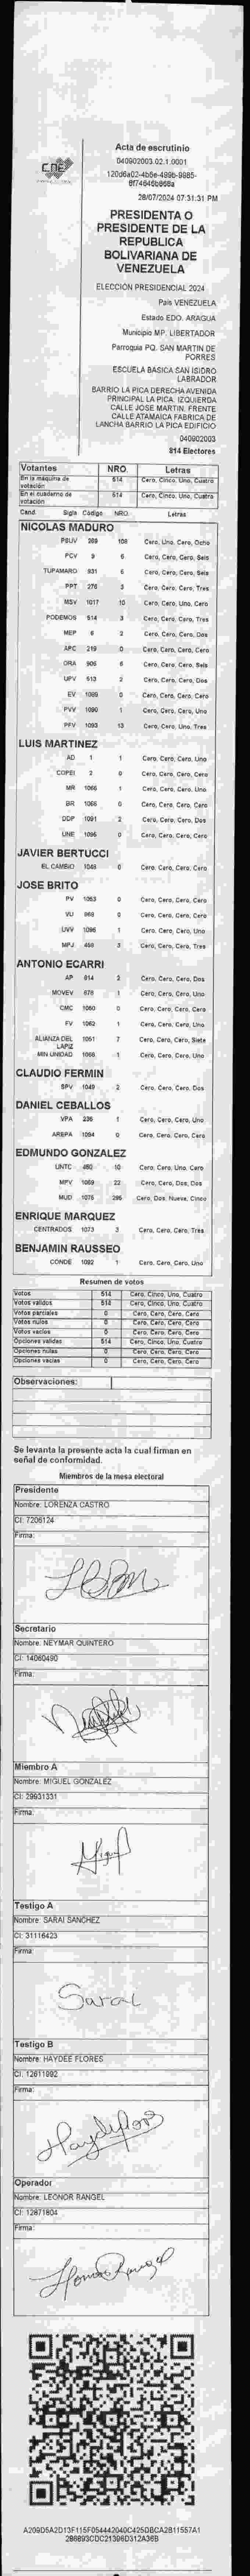 CNE
Acta de escrutinio
040902003.02.1.0001
28/07/2024 07:31:31 PM
PRESIDENTA O
PRESIDENTE DE LA
REPUBLICA
BOLIVARIANA DE
VENEZUELA
ELECCIÓN PRESIDENCIAL 2024
País VENEZUELA
Estado EDO. ARAGUA
Municipio MP. LIBERTADOR
Parroquia PQ. SAN MARTIN DE
PORRES
ESCUELA BASICA SAN ISIDRO
LABRADOR
BARRIO LA PICA DERECHA AVENIDA
PRINCIPAL LA PICA. IZQUIERDA
CALLE JOSE MARTIN. FRENTE
CALLE ATAMAICA FABRICA DE
LANCHA BARRIO LA PICA EDIFICIO
040902003
814 Electores
Votantes NRO. Letras
En la máquina de votación 514 Cero, Cinco, Uno, Cuatro
En el cuaderno de votación 514 Cero, Cinco, Uno, Cuatro
Cand. Sigla Código NRO. Letras
NICOLAS MADURO
PSUV 269 108 Cero, Uno, Cero, Ocho
PCV 9 6 Cero, Cero, Cero, Seis
TUPAMARO 931 6 Cero, Cero, Cero, Seis
PPT 276 3 Cero, Cero, Cero, Tres
MSV 1017 10 Cero, Cero, Uno, Cero
PODEMOS 514 3 Cero, Cero, Cero, Tres
MEP 6 2 Cero, Cero, Cero, Dos
APC 219 0 Cero, Cero, Cero, Cero
ORA 906 6 Cero, Cero, Cero, Seis
UPV 513 2 Cero, Cero, Cero, Dos
EV 1085 0 Cero, Cero, Cero, Cero
PVV 1090 1 Cero, Cero, Cero, Uno
PFV 1093 13 Cero, Cero, Uno, Tres
LUIS MARTINEZ
AD 1 1 Cero, Cero, Cero, Uno
COPEI 2 0 Cero, Cero, Cero, Cero
MR 1066 1 Cero, Cero, Cero, Uno
BR 0 Cero, Cero, Cero, Cero
DDP 1091 2 Cero, Cero, Cero, Dos
UNE 1095 0 Cero, Cero, Cero, Cero
JAVIER BERTUCCI
EL CAMBIO 1048 0 Cero, Cero, Cero, Cero
JOSE BRITO
PV 1063 0 Cero, Cero, Cero, Cero
VU 968 0 Cero, Cero, Cero, Cero
UVV 1096 1 Cero, Cero, Cero, Uno
MPJ 3 Cero, Cero, Cero, Tres
ANTONIO ECARRI
AP 914 2 Cero, Cero, Cero, Dos
MOVEV 1 Cero, Cero, Cero, Uno
CMC 1060 0 Cero, Cero, Cero, Cero
FV 1062 1 Cero, Cero, Cero, Uno
ALIANZA DEL LAPIZ 1051 7 Cero, Cero, Cero, Siete
MIN UNIDAD 1 Cero, Cero, Cero, Uno
CLAUDIO FERMIN
SPV 1049 2 Cero, Cero, Cero, Dos
DANIEL CEBALLOS
VPA 236 1 Cero, Cero, Cero, Uno
AREPA 1094 0 Cero, Cero, Cero, Cero
EDMUNDO GONZALEZ
UNTC 10 Cero, Cero, Uno, Cero
MPV 1069 22 Cero, Cero, Dos, Dos
MUD 1076 295 Cero, Dos, Nueve, Cinco
ENRIQUE MARQUEZ
CENTRADOS 1073 3 Cero, Cero, Cero, Tres
BENJAMIN RAUSSEO
CONDE 1092 1 Cero, Cero, Cero, Uno
Resumen de votos
Votos 514 Cero, Cinco, Uno, Cuatro
Votos validos 514 Cero, Cinco, Uno, Cuatro
Votos parciales 0 Cero, Cero, Cero, Cero
Votos nulos 0 Cero, Cero, Cero, Cero
Votos vacios 0 Cero, Cero, Cero, Cero
Opciones validas 514 Cero, Cinco, Uno, Cuatro
Opciones nulas 0 Cero, Cero, Cero, Cero
Opciones vacias 0 Cero, Cero, Cero, Cero
Observaciones:
Se levanta la presente acta la cual firman en
señal de conformidad.
Miembros de la mesa electoral
Presidente
Nombre: LORENZA CASTRO
CI: 7206124
Firma:
Secretario
Nombre: NEYMAR QUINTERO
CI: 14060490
Firma:
Miembro A
Nombre: MIGUEL GONZALEZ
CI: 29931331
Firma:
Miguel
Testigo A
Nombre: SARAI SANCHEZ
CI: 31116423
Firma:
Sarai
Testigo B
Nombre: HAYDEE FLORES
CI: 12611992
Firma:
Operador
Nombre: LEONOR RANGEL
CI: 12871804
Firma: